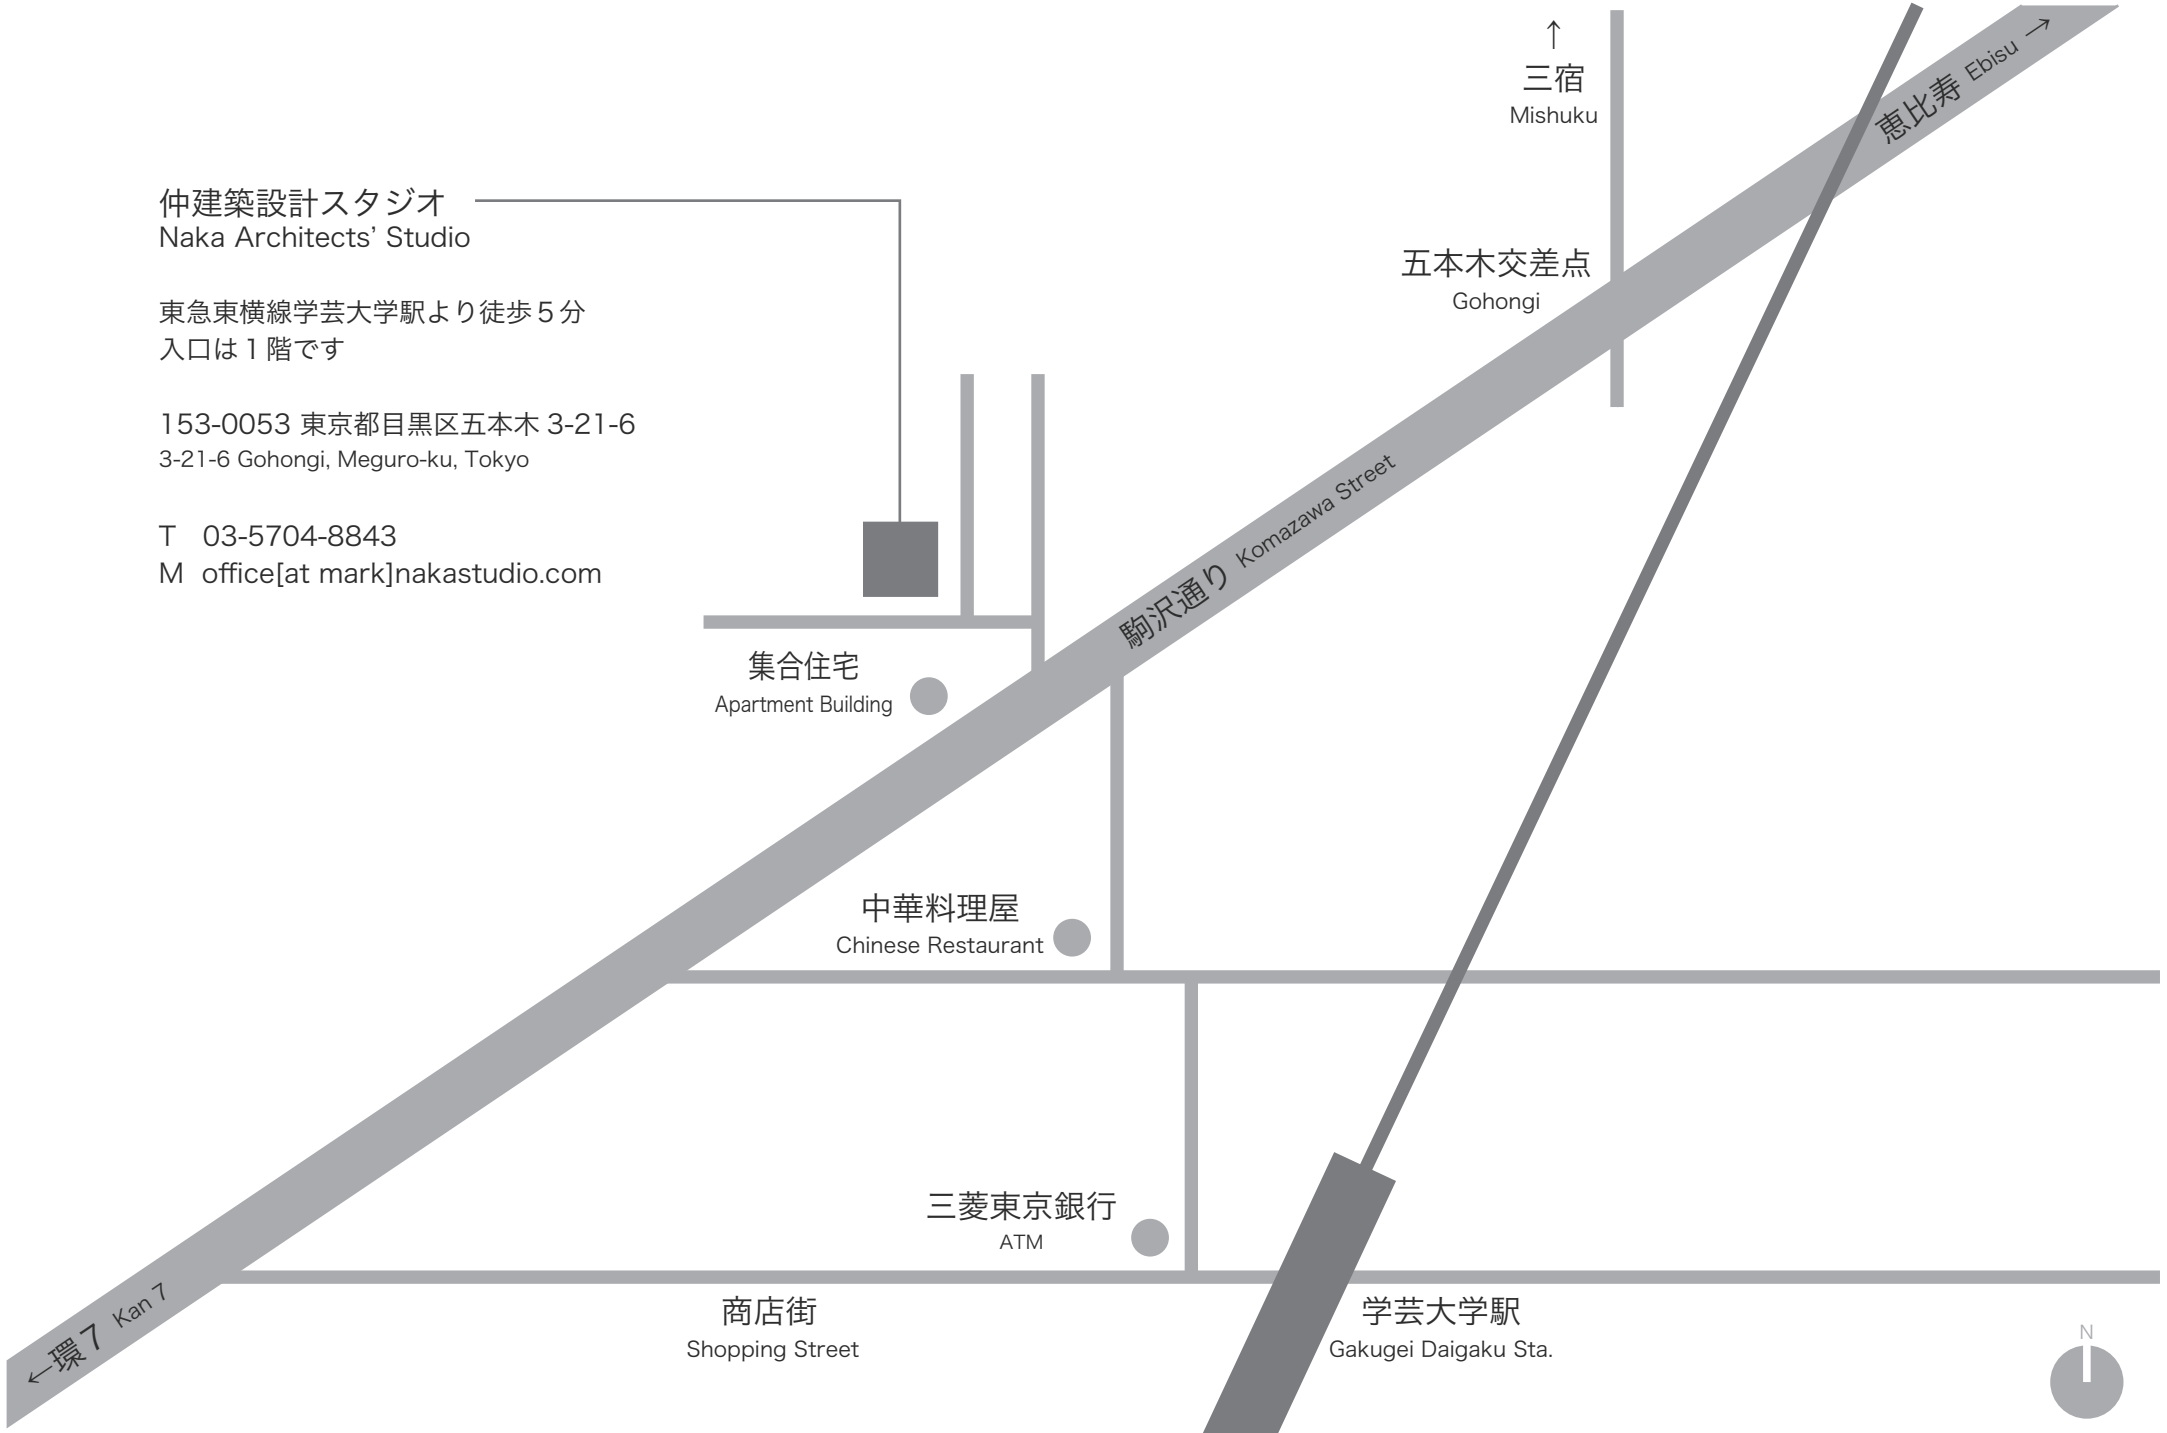 仲建築設計スタジオ
Naka Architects’ Studio
東急東横線学芸大学駅より徒歩５分
入口は１階です
153-0053 東京都目黒区五本木 3-21-6
3-21-6 Gohongi, Meguro-ku, Tokyo
T 03-5704-8843
M office[at mark]nakastudio.com
↑
三宿
Mishuku
恵比寿 Ebisu →
五本木交差点
Gohongi
駒沢通り Komazawa Street
集合住宅
Apartment Building
中華料理屋
Chinese Restaurant
三菱東京銀行
ATM
←環７ Kan 7
商店街
Shopping Street
学芸大学駅
Gakugei Daigaku Sta.
N